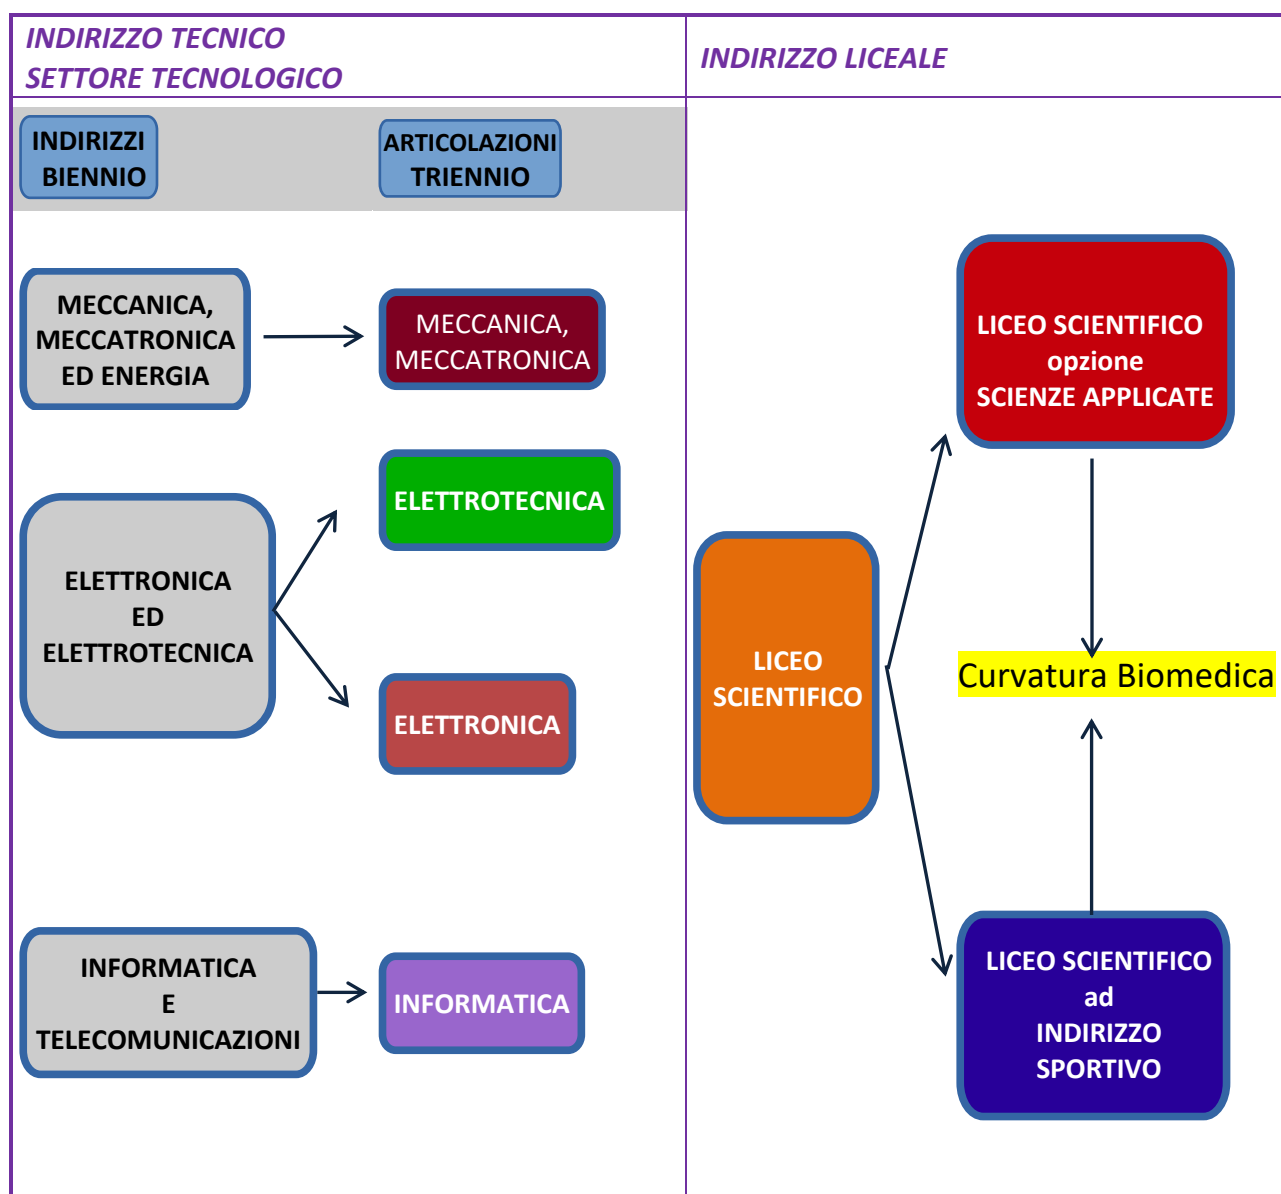 INDIRIZZO TECNICO
SETTORE TECNOLOGICO
INDIRIZZO LICEALE
INDIRIZZI
BIENNIO
ARTICOLAZIONI
TRIENNIO
MECCANICA,
MECCATRONICA
ED ENERGIA
MECCANICA,
MECCATRONICA
ELETTRONICA
ED
ELETTROTECNICA
ELETTROTECNICA
ELETTRONICA
INFORMATICA
E
TELECOMUNICAZIONI
INFORMATICA
LICEO
SCIENTIFICO
LICEO SCIENTIFICO
opzione
SCIENZE APPLICATE
Curvatura Biomedica
LICEO SCIENTIFICO
ad
INDIRIZZO
SPORTIVO